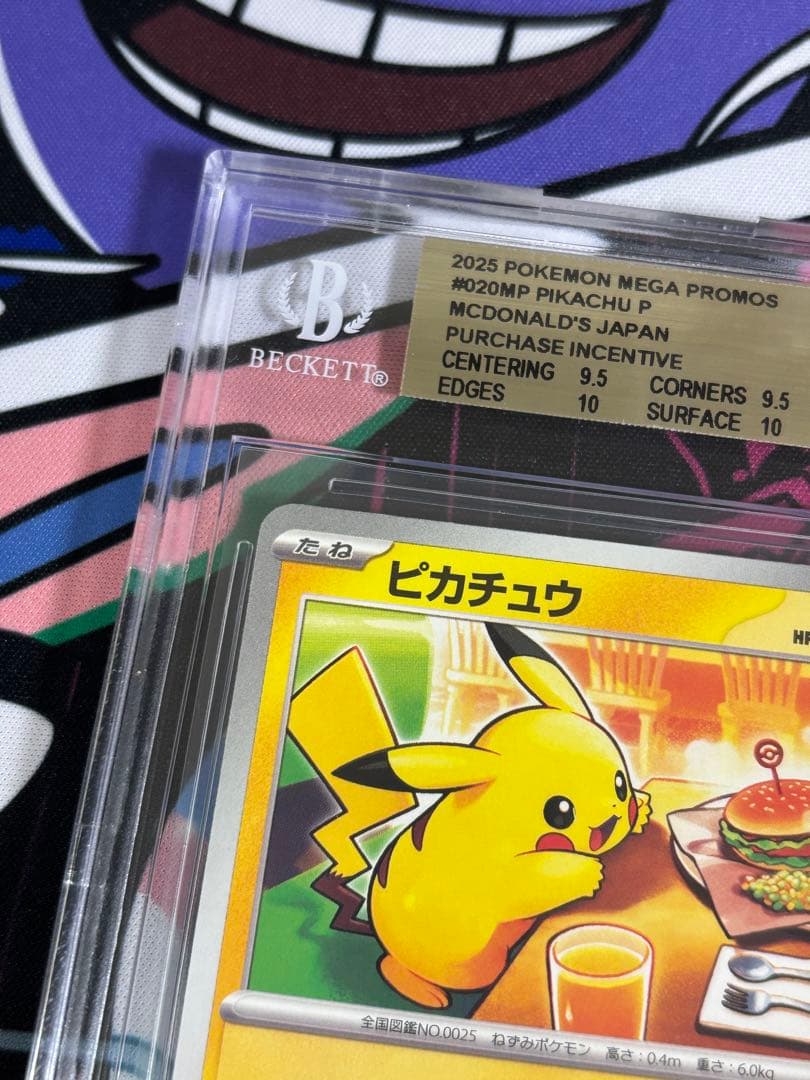 B
BECKETT®
2025 POKEMON MEGA PROMOS
#020MP PIKACHU P
MCDONALD'S JAPAN
PURCHASE INCENTIVE
CENTERING 9.5 CORNERS 9.5
EDGES 10 SURFACE 10
たね
ピカチュウ
HP
全国図鑑NO.0025 ねずみポケモン 高さ:0.4m 重さ:6.0kg